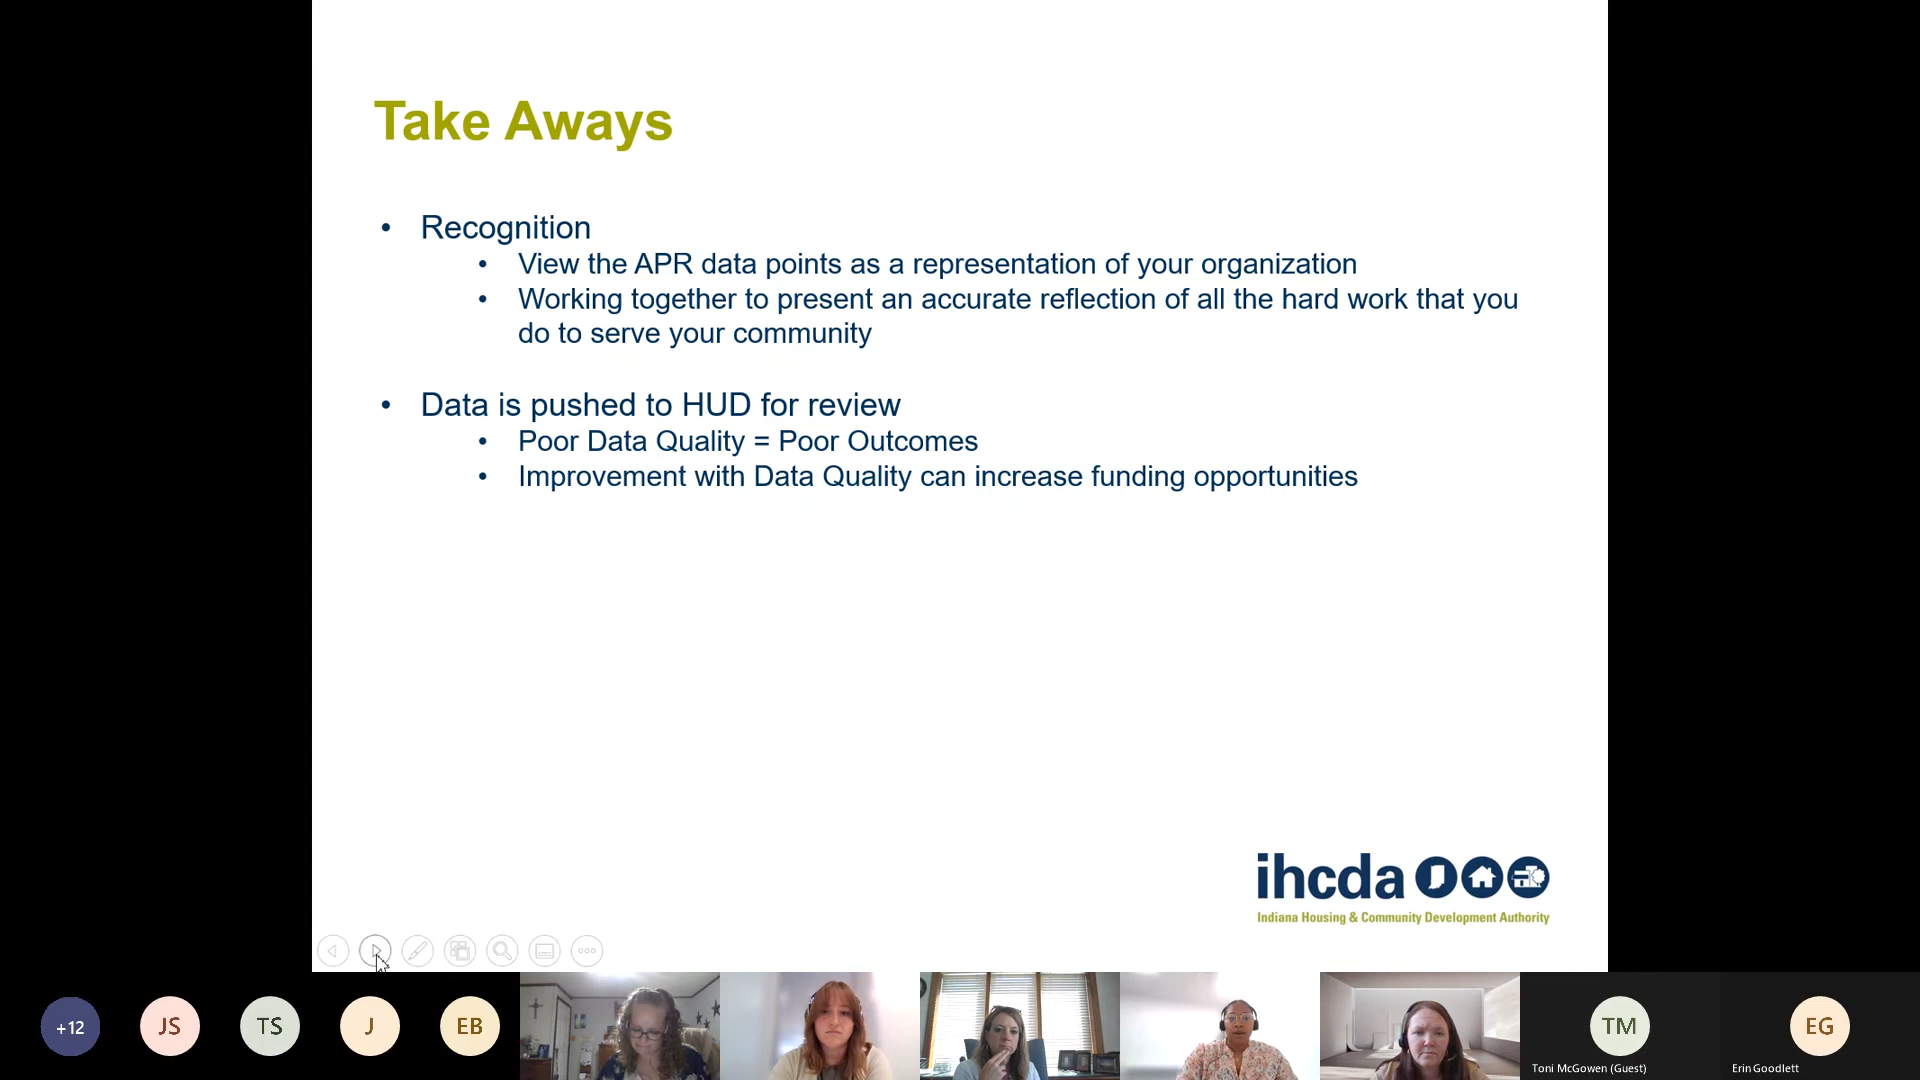 Take Aways
• Recognition
• View the APR data points as a representation of your organization
• Working together to present an accurate reflection of all the hard work that you
do to serve your community
• Data is pushed to HUD for review
• Poor Data Quality = Poor Outcomes
• Improvement with Data Quality can increase funding opportunities
ihcda
Indiana Housing & Community Development Authority
+12
JS
TS
J
EB
TM
Toni McGowen (Guest)
EG
Erin Goodlett